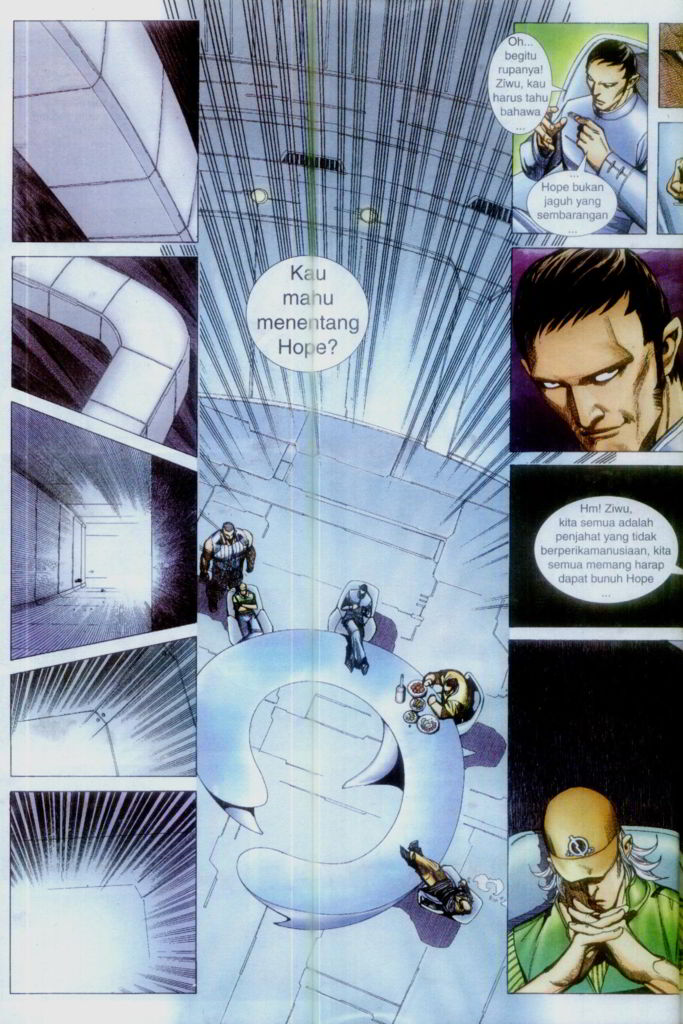 Kau
mahu
menentang
Hope?
Oh...
begitu
rupanya!
Ziwu, kau
harus tahu
bahawa
...
...
Hope bukan
jaguh yang
sembarangan
...
Hm! Ziwu,
kita semua adalah
penjahat yang tidak
berperikamanusiaan, kita
semua memang harap
dapat bunuh Hope
...